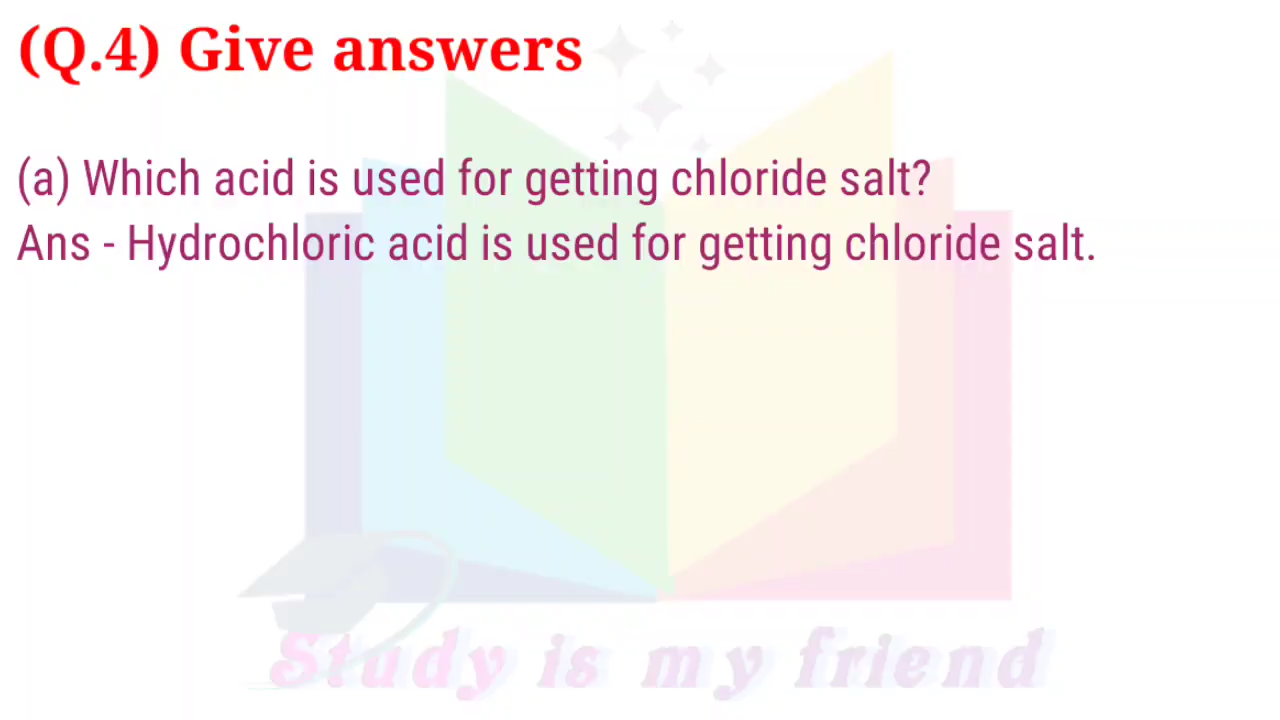 (Q.4) Give answers
(a) Which acid is used for getting chloride salt?
Ans - Hydrochloric acid is used for getting chloride salt.
Study is my friend